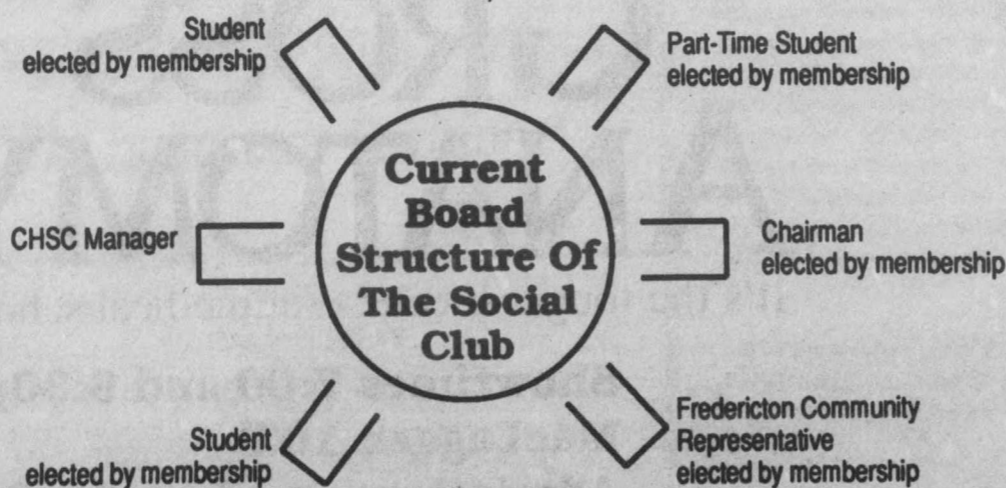 Student
elected by membership
Part-Time Student
elected by membership
CHSC Manager
Current
Board
Structure Of
The Social
Club
Chairman
elected by membership
Student
elected by membership
Fredericton Community
Representative
elected by membership